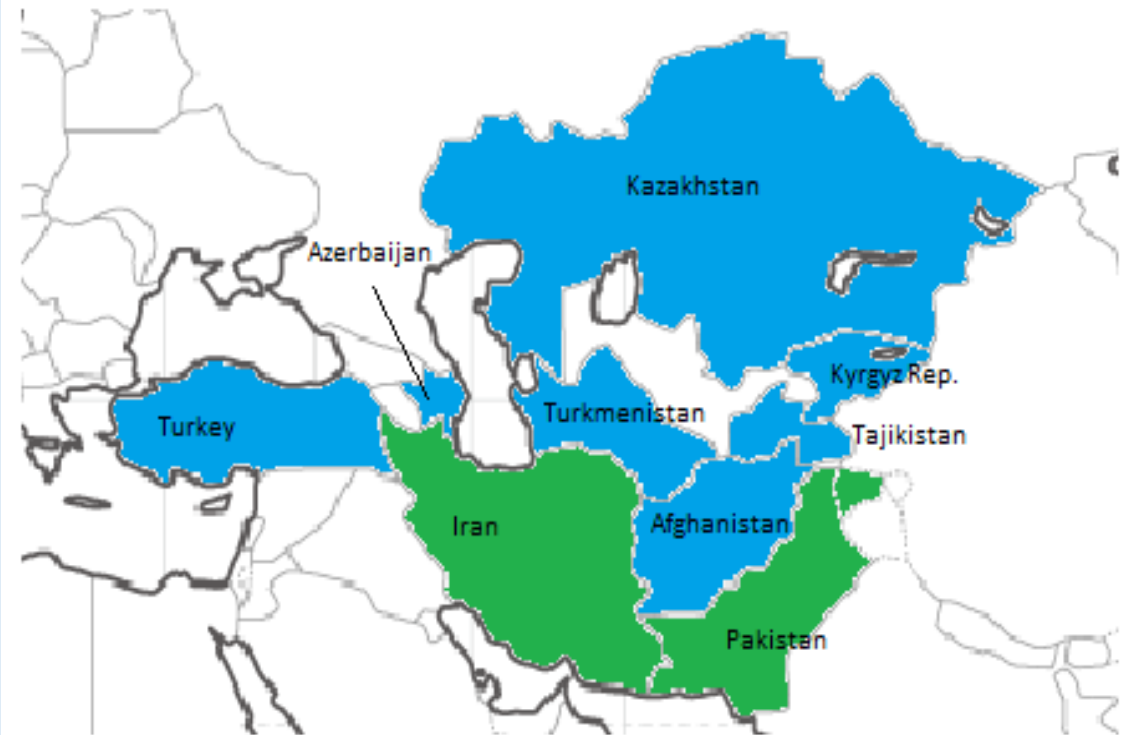 Kazakhstan
Azerbaijan
Kyrgyz Rep.
Turkey
Turkmenistan
Tajikistan
Iran
Afghanistan
Pakistan